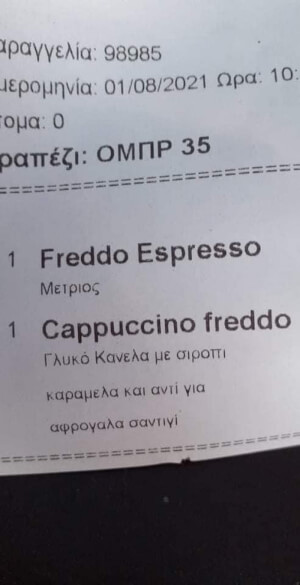 αραγγελία: 98985
μερομηνία: 01/08/2021 Ωρα: 10:
τομα: 0
ραπέζι: ΟΜΠΡ 35
1 Freddo Espresso
Μετριος
1 Cappuccino freddo
Γλυκό Κανελα με σιροπι
καραμελα και αντί για
αφρογαλα σαντιγί